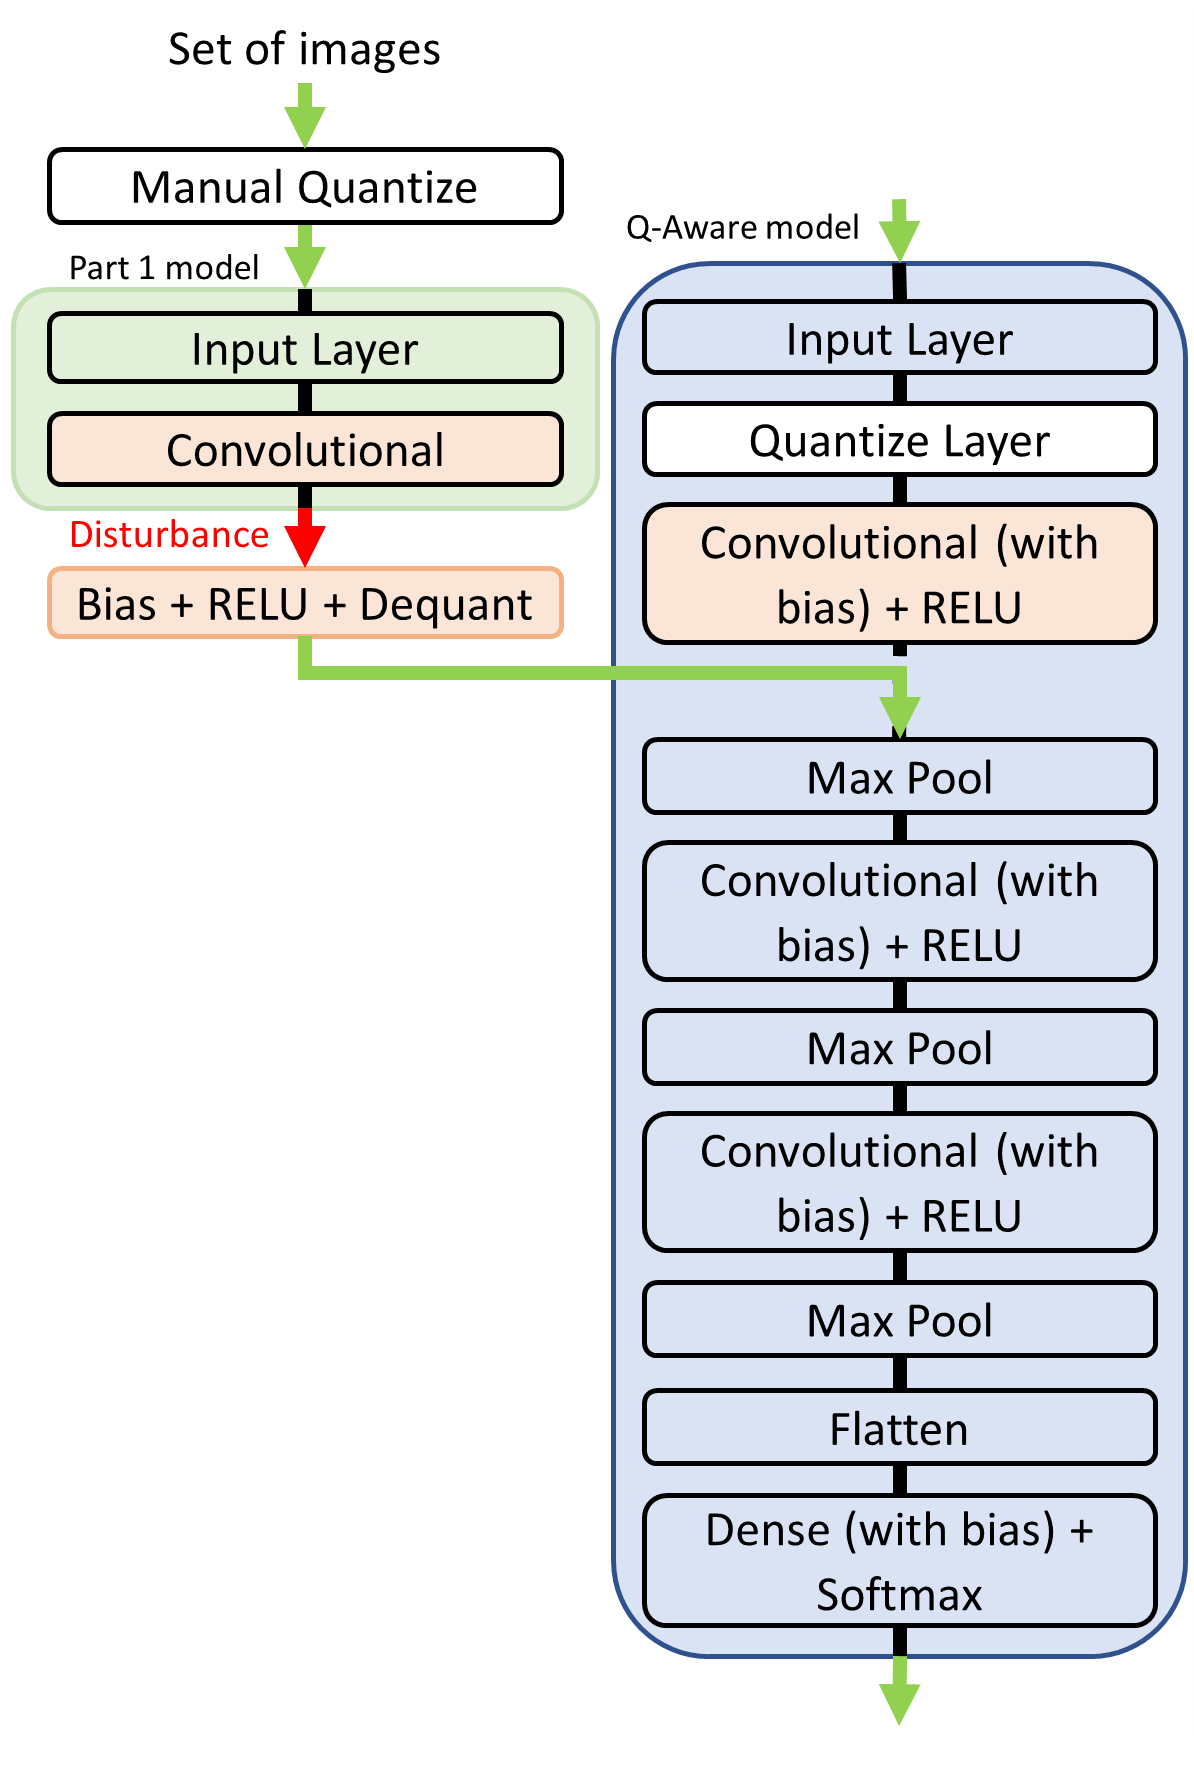 Set of images
Manual Quantize
Part 1 model
Input Layer
Convolutional
Disturbance
Bias + RELU + Dequant
Q-Aware model
Input Layer
Quantize Layer
Convolutional (with
bias) + RELU
Max Pool
Convolutional (with
bias) + RELU
Max Pool
Convolutional (with
bias) + RELU
Max Pool
Flatten
Dense (with bias) +
Softmax